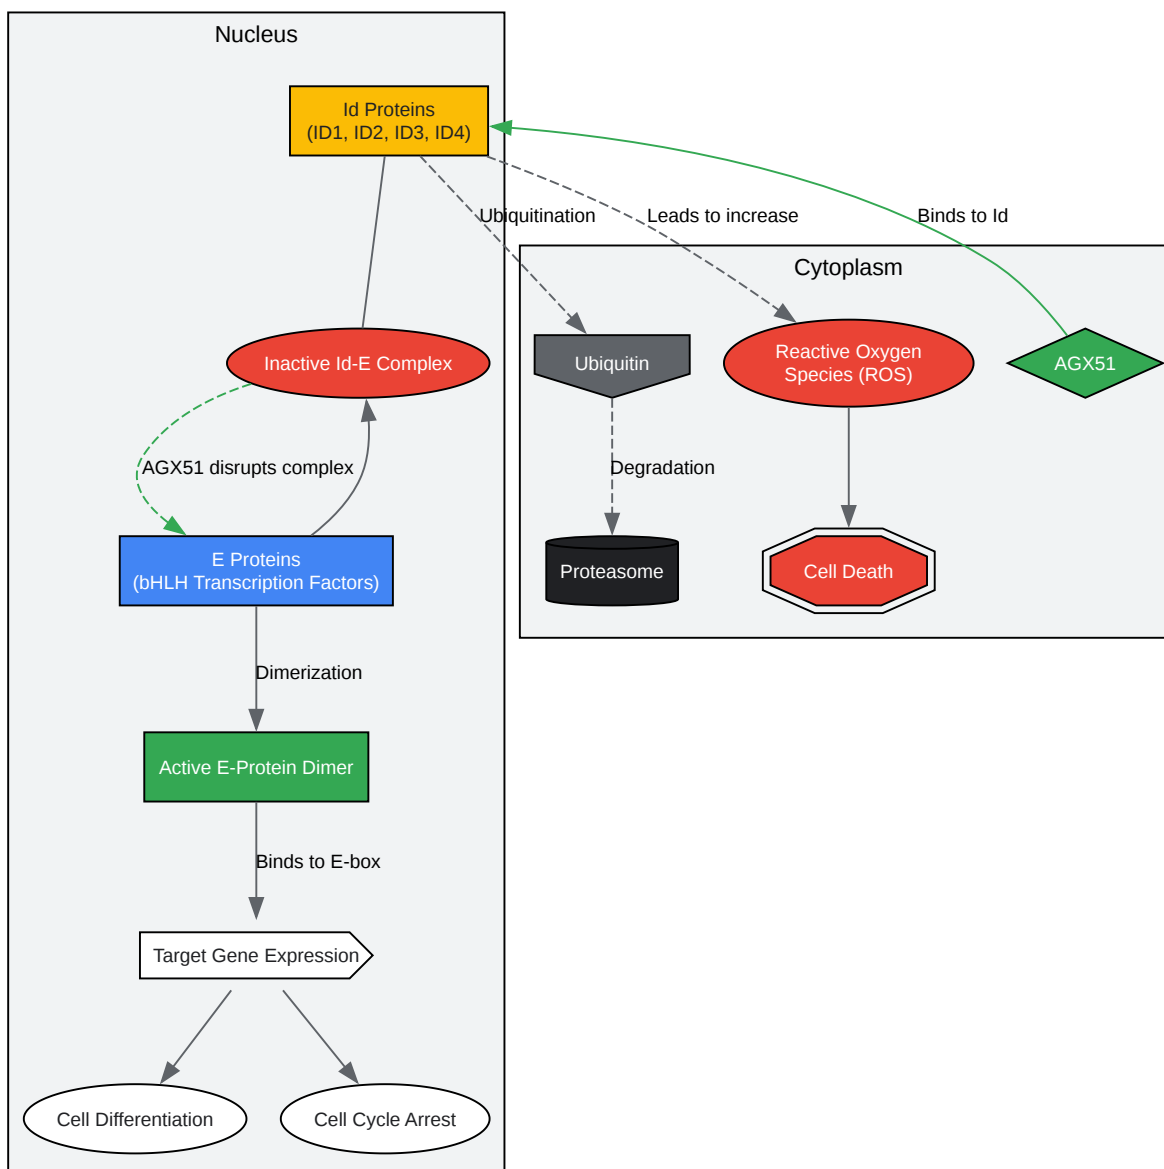 Nucleus
Id Proteins
(ID1, ID2, ID3, ID4)
Ubiquitination
Leads to increase
Binds to Id
Cytoplasm
Inactive Id-E Complex
Ubiquitin
Reactive Oxygen
Species (ROS)
AGX51
AGX51 disrupts complex
Degradation
E Proteins
(bHLH Transcription Factors)
Proteasome
Cell Death
Dimerization
Active E-Protein Dimer
Binds to E-box
Target Gene Expression
Cell Differentiation
Cell Cycle Arrest